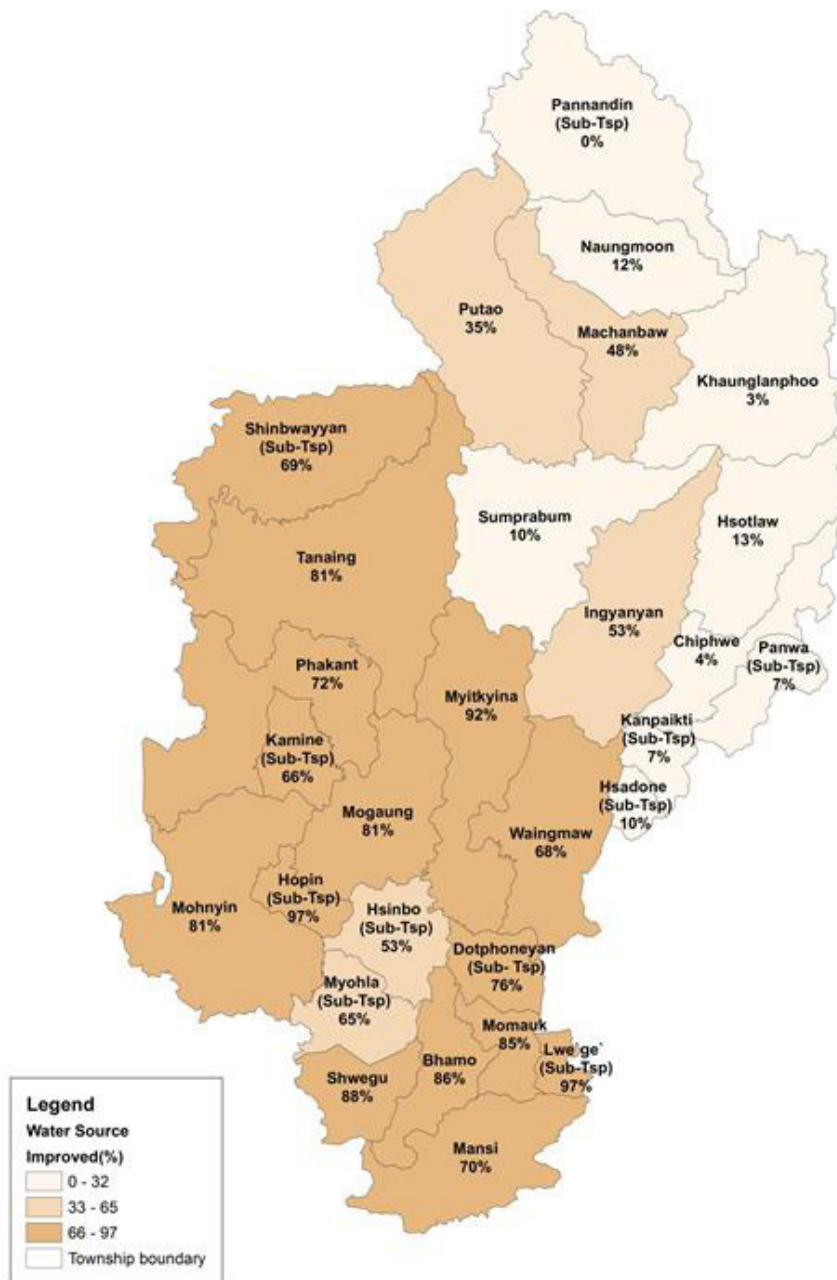 Pannandin
(Sub-Tsp)
0%
Naungmoon
12%
Putao
35%
Machanbaw
48%
Khaunglanphoo
3%
Shinbwayyan
(Sub-Tsp)
69%
Sumprabum
10%
Hsotlaw
13%
Tanaing
81%
Ingyanyan
53%
Chiphwe
4%
Panwa
(Sub-Tsp)
7%
Phakant
72%
Myitkyina
92%
Kanpaikti
(Sub-Tsp)
7%
Kamine
(Sub-Tsp)
66%
Hsadone
(Sub-Tsp)
10%
Mogaung
81%
Waingmaw
68%
Hopin
(Sub-Tsp)
97%
Mohnyin
81%
Hsinbo
(Sub-Tsp)
53%
Dotphoneyan
(Sub- Tsp)
76%
Myohla
(Sub-Tsp)
65%
Momauk
85%
Lwe`ge`
(Sub-Tsp)
97%
Bhamo
86%
Shwegu
88%
Mansi
70%
Legend
Water Source
Improved(%)
0 - 32
33 - 65
66 - 97
Township boundary